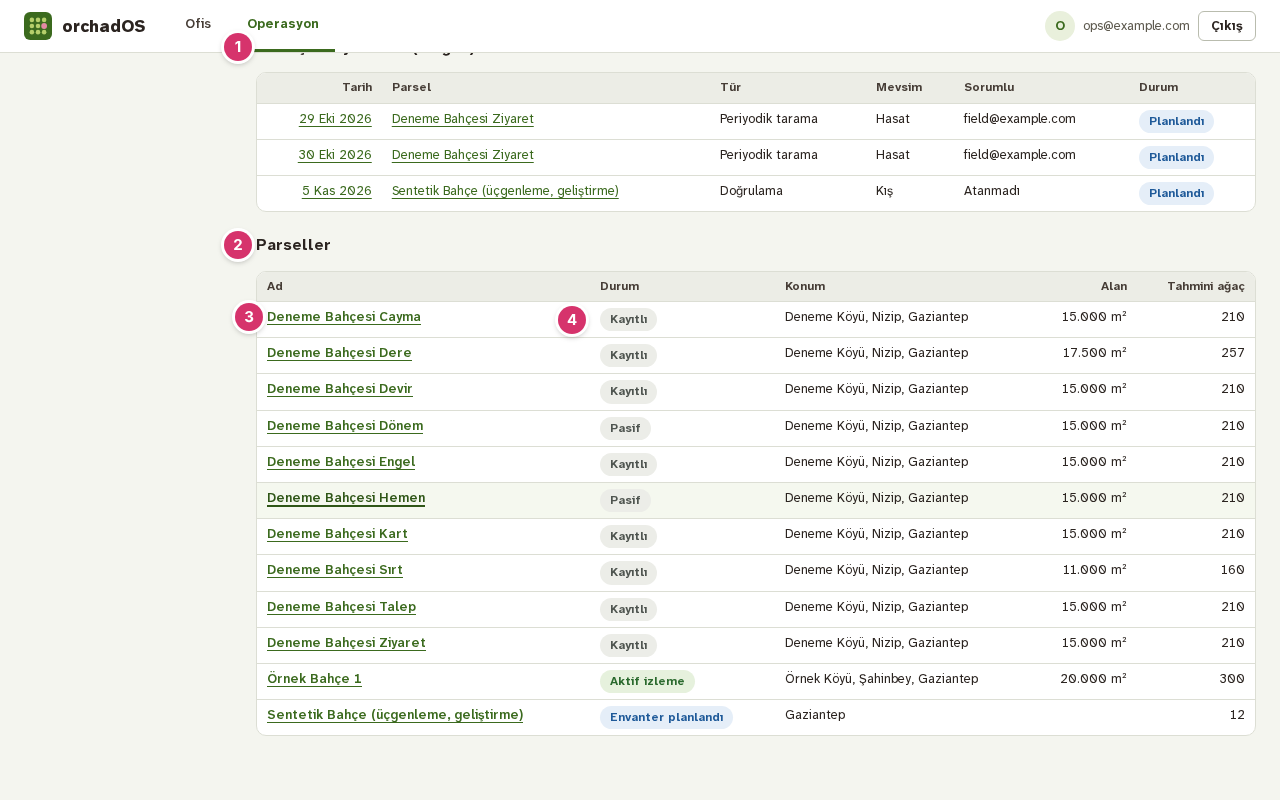 orchadOS Ofis Operasyon O ops@example.com Çıkış
1
Tarih Parsel Tür Mevsim Sorumlu Durum
29 Eki 2026 Deneme Bahçesi Ziyaret Periyodik tarama Hasat field@example.com Planlandı
30 Eki 2026 Deneme Bahçesi Ziyaret Periyodik tarama Hasat field@example.com Planlandı
5 Kas 2026 Sentetik Bahçe (üçgenleme, geliştirme) Doğrulama Kış Atanmadı Planlandı
2 Parseller
Ad Durum Konum Alan Tahmini ağaç
3 Deneme Bahçesi Cayma 4 Kayıtlı Deneme Köyü, Nizip, Gaziantep 15.000 m² 210
Deneme Bahçesi Dere Kayıtlı Deneme Köyü, Nizip, Gaziantep 17.500 m² 257
Deneme Bahçesi Devir Kayıtlı Deneme Köyü, Nizip, Gaziantep 15.000 m² 210
Deneme Bahçesi Dönem Pasif Deneme Köyü, Nizip, Gaziantep 15.000 m² 210
Deneme Bahçesi Engel Kayıtlı Deneme Köyü, Nizip, Gaziantep 15.000 m² 210
Deneme Bahçesi Hemen Pasif Deneme Köyü, Nizip, Gaziantep 15.000 m² 210
Deneme Bahçesi Kart Kayıtlı Deneme Köyü, Nizip, Gaziantep 15.000 m² 210
Deneme Bahçesi Sırt Kayıtlı Deneme Köyü, Nizip, Gaziantep 11.000 m² 160
Deneme Bahçesi Talep Kayıtlı Deneme Köyü, Nizip, Gaziantep 15.000 m² 210
Deneme Bahçesi Ziyaret Kayıtlı Deneme Köyü, Nizip, Gaziantep 15.000 m² 210
Örnek Bahçe 1 Aktif izleme Örnek Köyü, Şahinbey, Gaziantep 20.000 m² 300
Sentetik Bahçe (üçgenleme, geliştirme) Envanter planlandı Gaziantep 12